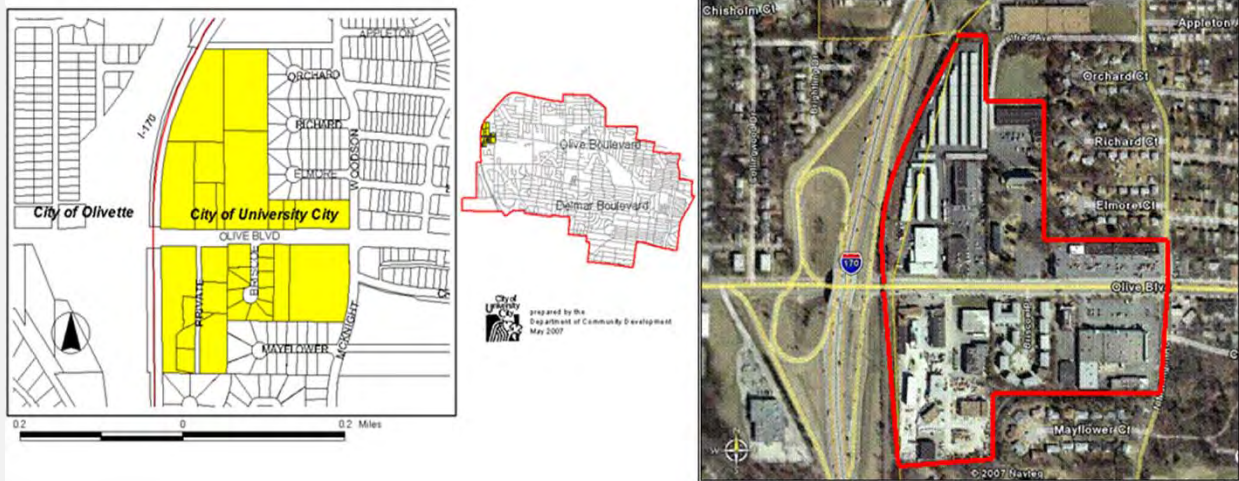 APPLETON
ORCHARD
RICHARD
WOODSON
ELMORE
I-170
City of Olivette
City of University City
OLIVE BLVD
BRISCOE
PRIVATE
MCKNIGHT
MAYFLOWER
0.2
0
0.2 Miles
Olive Boulevard
Delmar Boulevard
City of
University
City
prepared by the
Department of Community Development
May 2007
Chisholm Ct
Appleton
Orchard Ct
Richard Ct
Elmore Ct
170
Olive Blv
Mayflower Ct
N
W
© 2007 Navteq